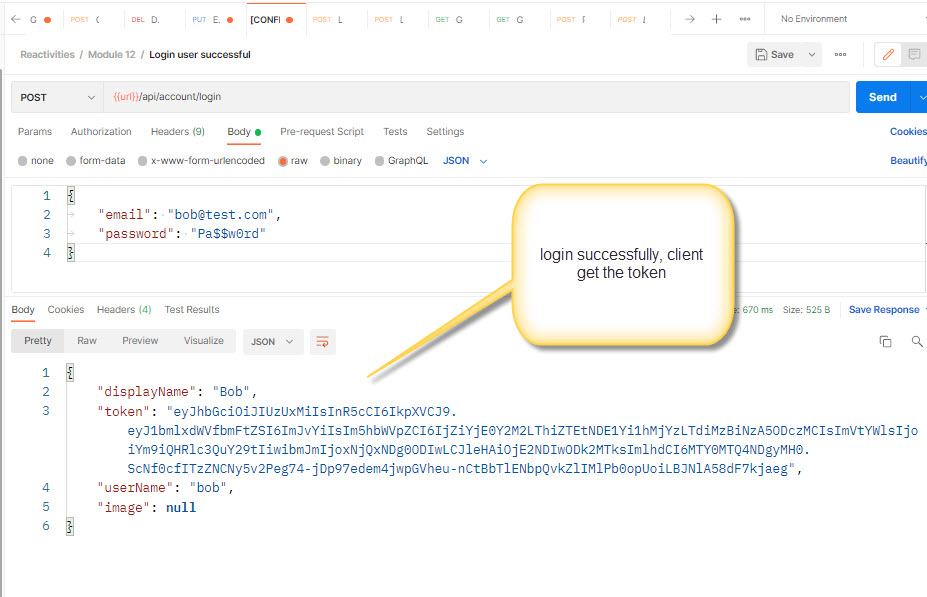 G POST ( DEL D. PUT E. [CONFI G POST L POST L GET G GET G POST F POST No Environment
Reactivities / Module 12 / Login user successful Save
POST {{url}}/api/account/login Send
Params Authorization Headers (9) Body Pre-request Script Tests Settings Cookies
none form-data x-www-form-urlencoded raw binary GraphQL JSON Beautify
1 {
2 "email": "bob@test.com",
3 "password": "Pa$$w0rd"
4 }
login successfully, client
get the token
Body Cookies Headers (4) Test Results 670 ms Size: 525 B Save Response
Pretty Raw Preview Visualize JSON
1 {
2 "displayName": "Bob",
3 "token": "eyJhbGciOiJIUzUxMiIsInR5cCI6IkpXVCJ9.
eyJ1bmlxdWVfbmFtZSI6ImJvYiIsIm5hbWVpZCI6IjZiYjE0Y2M2LThiZTEtNDE1Yi1hMjYzLTdiMzBiNzA5ODczMCIsImVtYWlsIjo
iYm9iQHRlc3QuY29tIiwibmJmIjoxNjQxNDg0ODIwLCJleHAiOjE2NDIwODk2MTksImlhdCI6MTY0MTQ4NDgyMH0.
ScNf0cfITzZNCNy5v2Peg74-jDp97edem4jwpGVheu-nCtBbTlENbpQvkZlIMlPb0opUoiLBJNlA58dF7kjaeg",
4 "userName": "bob",
5 "image": null
6 }